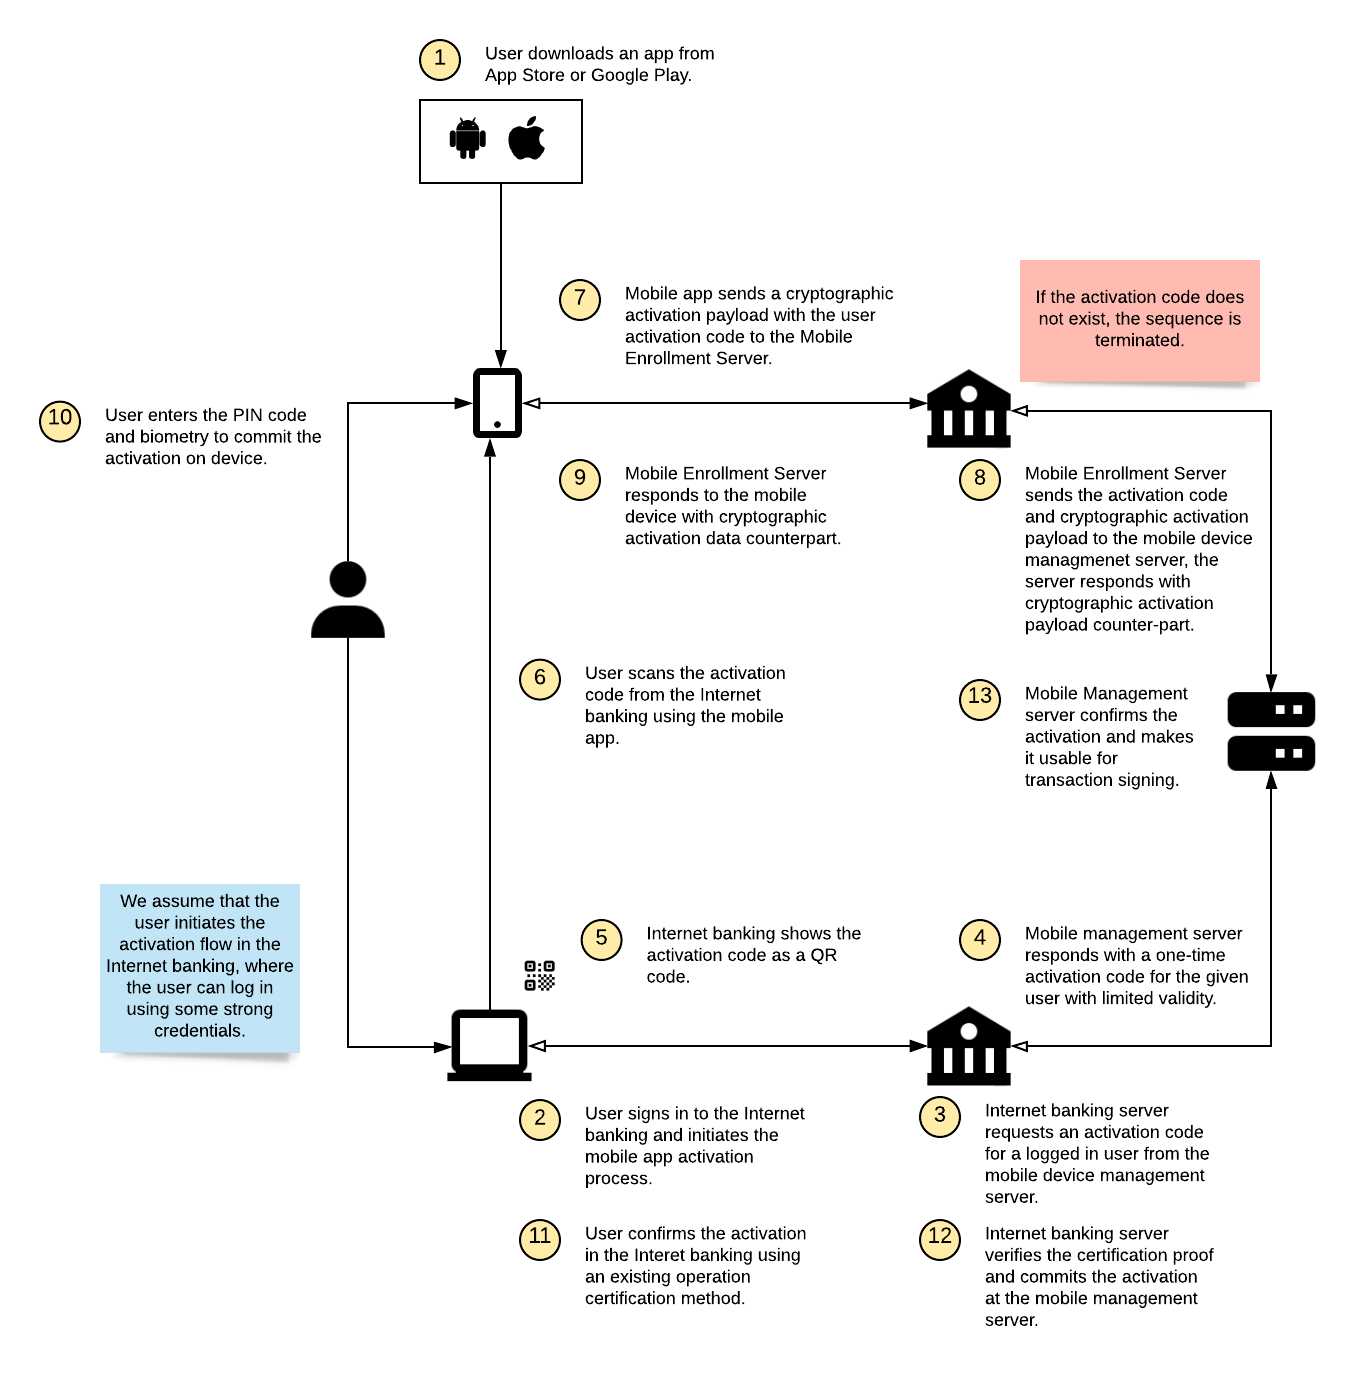 1
User downloads an app from
App Store or Google Play.
7
Mobile app sends a cryptographic
activation payload with the user
activation code to the Mobile
Enrollment Server.
If the activation code does
not exist, the sequence is
terminated.
10
User enters the PIN code
and biometry to commit the
activation on device.
9
Mobile Enrollment Server
responds to the mobile
device with cryptographic
activation data counterpart.
8
Mobile Enrollment Server
sends the activation code
and cryptographic activation
payload to the mobile device
managmenet server, the
server responds with
cryptographic activation
payload counter-part.
6
User scans the activation
code from the Internet
banking using the mobile
app.
13
Mobile Management
server confirms the
activation and makes
it usable for
transaction signing.
We assume that the
user initiates the
activation flow in the
Internet banking, where
the user can log in
using some strong
credentials.
5
Internet banking shows the
activation code as a QR
code.
4
Mobile management server
responds with a one-time
activation code for the given
user with limited validity.
2
User signs in to the Internet
banking and initiates the
mobile app activation
process.
3
Internet banking server
requests an activation code
for a logged in user from the
mobile device management
server.
11
User confirms the activation
in the Interet banking using
an existing operation
certification method.
12
Internet banking server
verifies the certification proof
and commits the activation
at the mobile management
server.